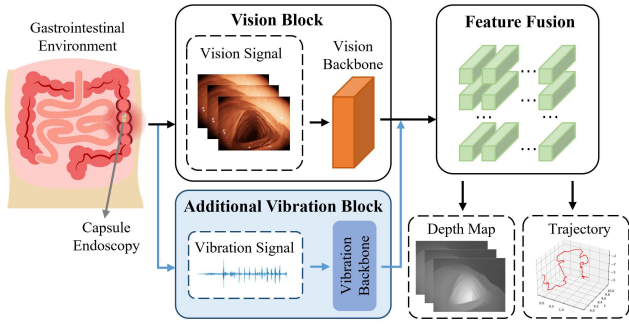 Gastrointestinal
Environment
Capsule
Endoscopy
Vision Block
Vision Signal
Vision
Backbone
Additional Vibration Block
Vibration Signal
Vibration
Backbone
Feature Fusion
...
...
...
...
...
Depth Map
Trajectory